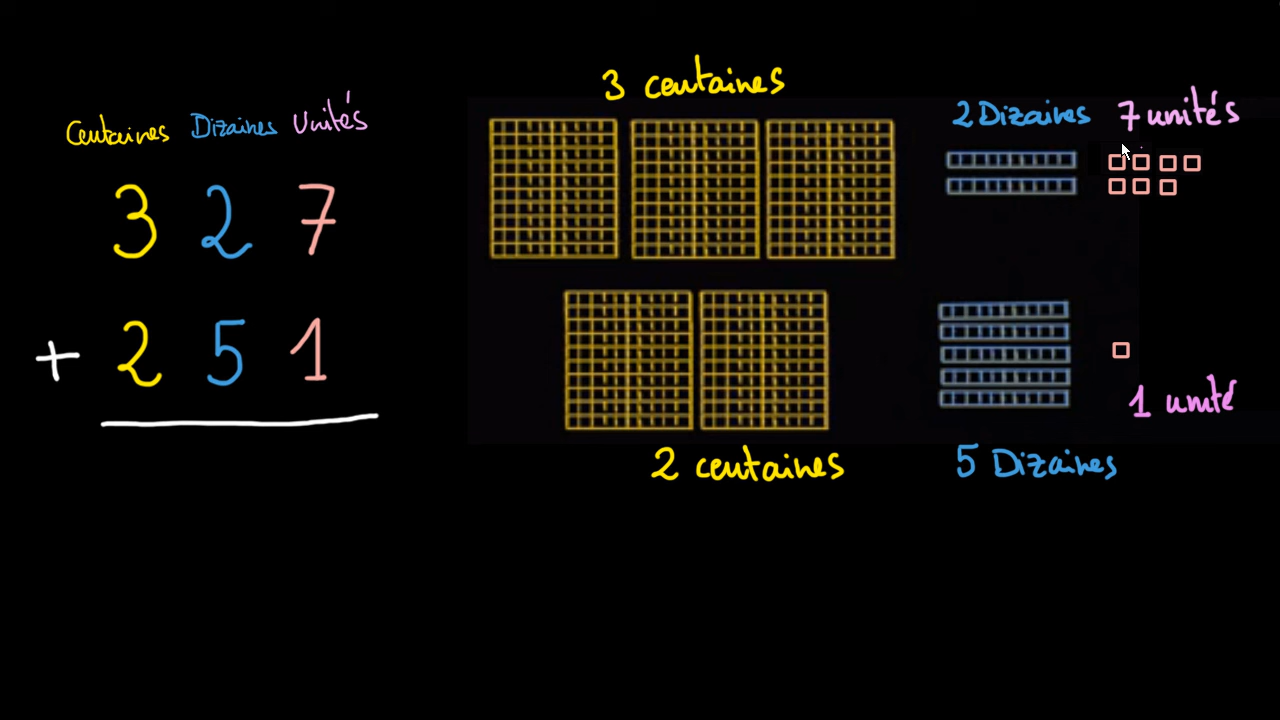 Centaines Dizaines Unités
3 2 7
+ 2 5 1
3 centaines
2 Dizaines 7 unités
1 unité
2 centaines 5 Dizaines